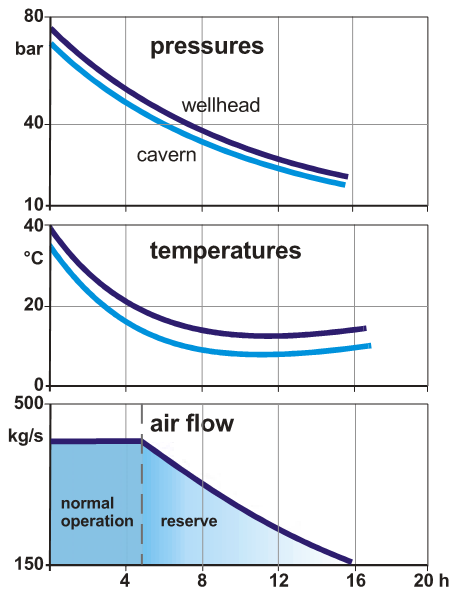 80
bar
pressures
wellhead
40
cavern
10
40
°C
temperatures
20
0
500
kg/s
air flow
normal
operation
reserve
150
4 8 12 16 20 h